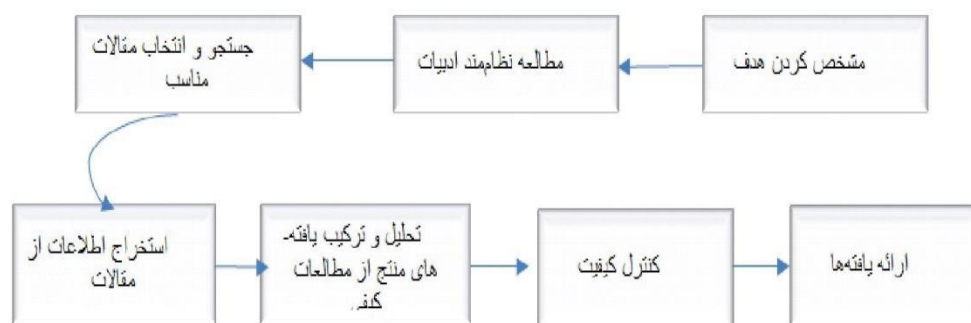 مشخص کردن هدف
مطالعه نظام‌مند ادبیات
جستجو و انتخاب مقالات
مناسب
استخراج اطلاعات از
مقالات
تحلیل و ترکیب یافته-
های منتج از مطالعات
کیفی
کنترل کیفیت
ارائه یافته‌ها